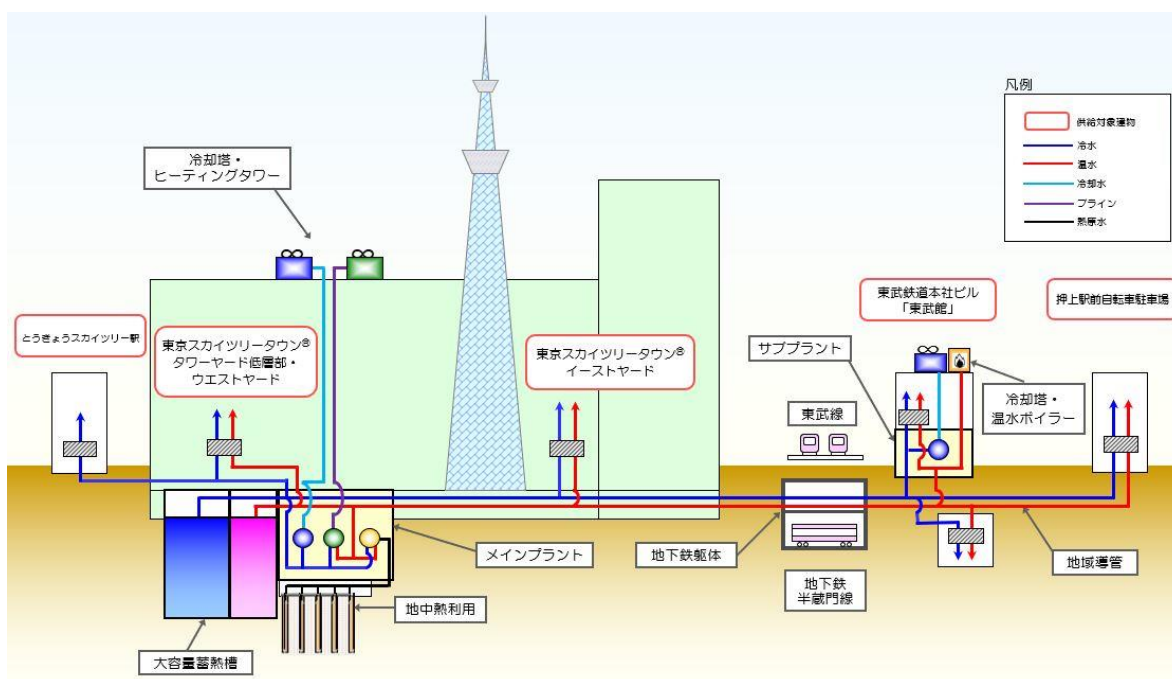 凡例
供給対象建物
冷水
温水
冷却水
ブライン
熱原水
冷却塔・
ヒーティングタワー
とうきょうスカイツリー駅
東京スカイツリータウン®
タワーヤード低層部・
ウエストヤード
東京スカイツリータウン®
イーストヤード
東武鉄道本社ビル
「東武館」
押上駅前自転車駐車場
サブプラント
冷却塔・
温水ボイラー
東武線
メインプラント
地下鉄躯体
地域導管
地下鉄
半蔵門線
地中熱利用
大容量蓄熱槽